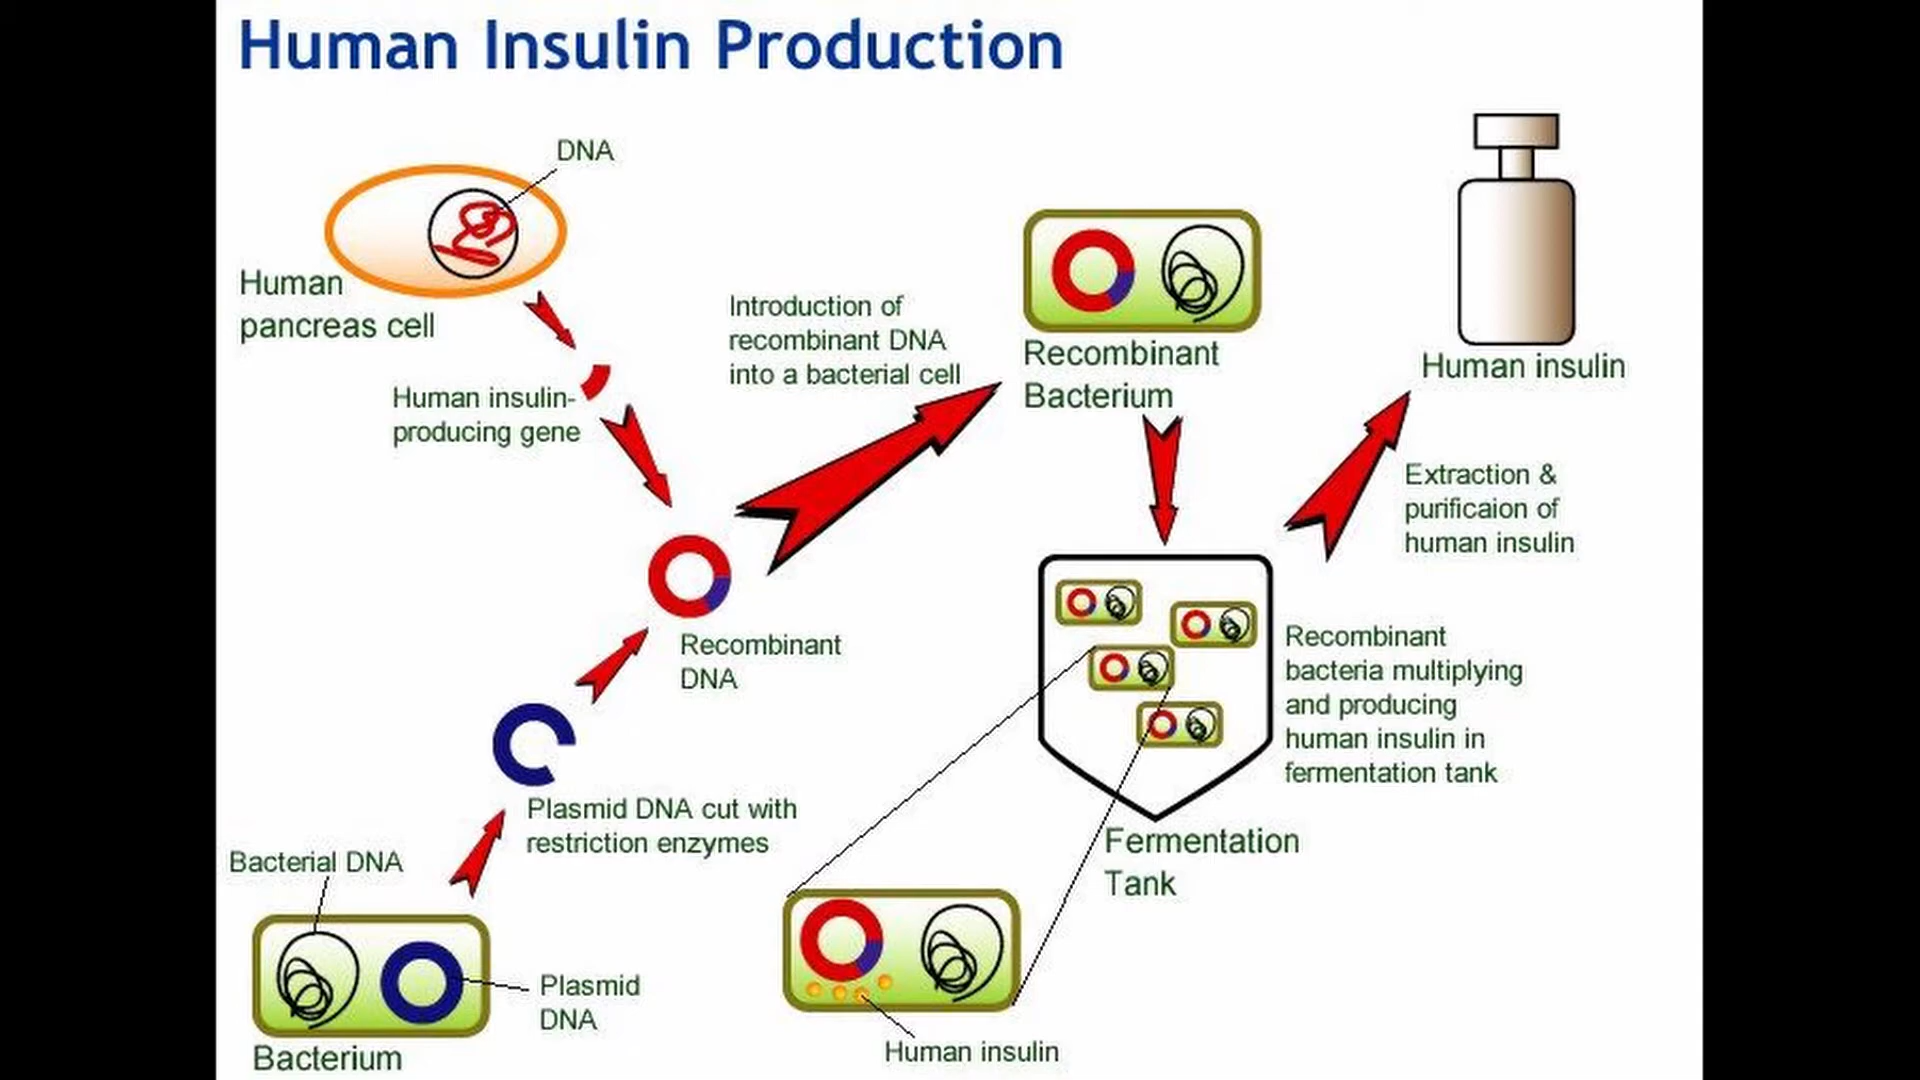 Human Insulin Production
DNA
Human
pancreas cell
Human insulin-
producing gene
Introduction of
recombinant DNA
into a bacterial cell
Recombinant
Bacterium
Human insulin
Extraction &
purificaion of
human insulin
Recombinant
DNA
Recombinant
bacteria multiplying
and producing
human insulin in
fermentation tank
Plasmid DNA cut with
restriction enzymes
Fermentation
Tank
Bacterial DNA
Plasmid
DNA
Bacterium
Human insulin